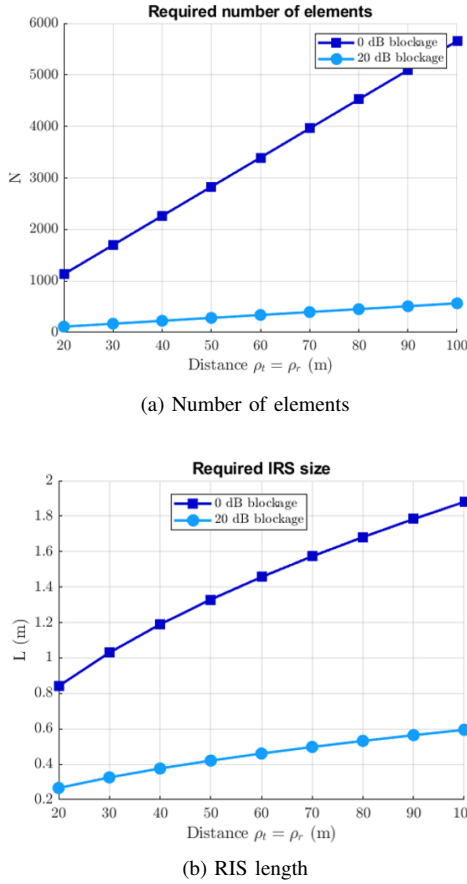 Required number of elements
6000
5000
4000
3000
2000
1000
0
N
0 dB blockage
20 dB blockage
20 30 40 50 60 70 80 90 100
Distance ρt = ρr (m)
(a) Number of elements
Required IRS size
2
1.8
1.6
1.4
1.2
1
0.8
0.6
0.4
0.2
L (m)
0 dB blockage
20 dB blockage
20 30 40 50 60 70 80 90 100
Distance ρt = ρr (m)
(b) RIS length